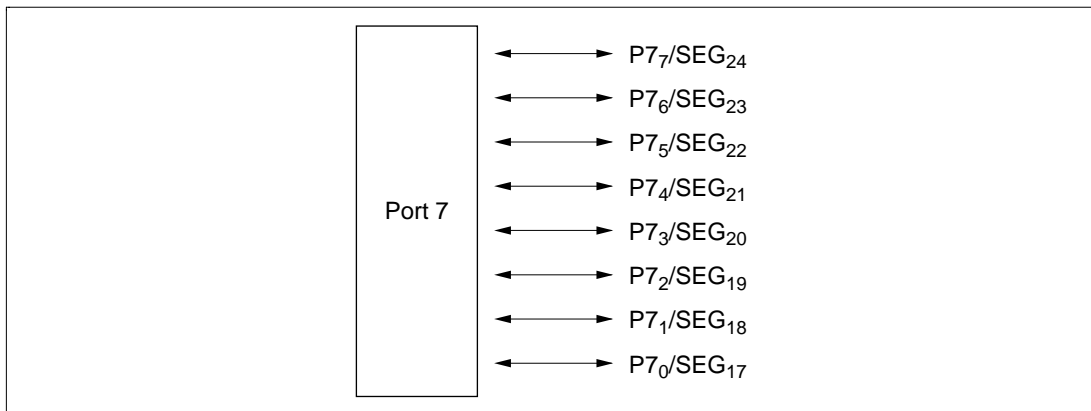 P7₇/SEG₂₄
P7₆/SEG₂₃
P7₅/SEG₂₂
P7₄/SEG₂₁
Port 7
P7₃/SEG₂₀
P7₂/SEG₁₉
P7₁/SEG₁₈
P7₀/SEG₁₇